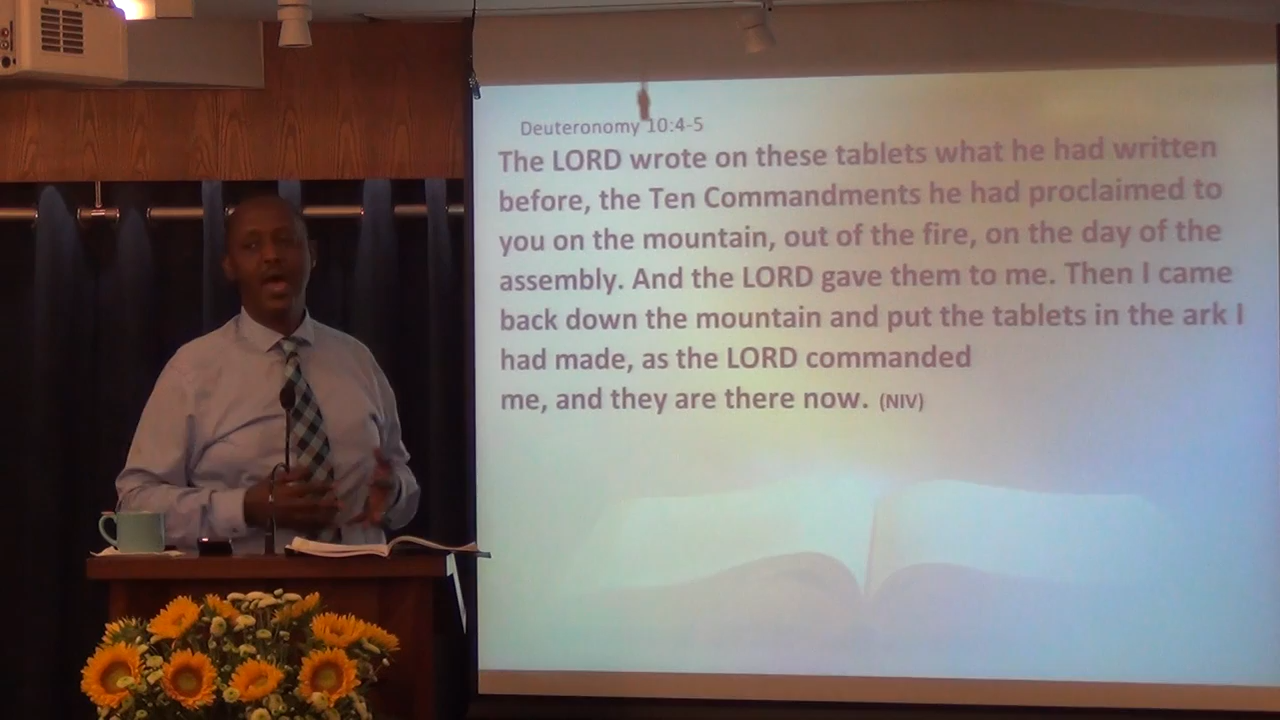 Deuteronomy 10:4-5
The LORD wrote on these tablets what he had written
before, the Ten Commandments he had proclaimed to
you on the mountain, out of the fire, on the day of the
assembly. And the LORD gave them to me. Then I came
back down the mountain and put the tablets in the ark I
had made, as the LORD commanded
me, and they are there now. (NIV)